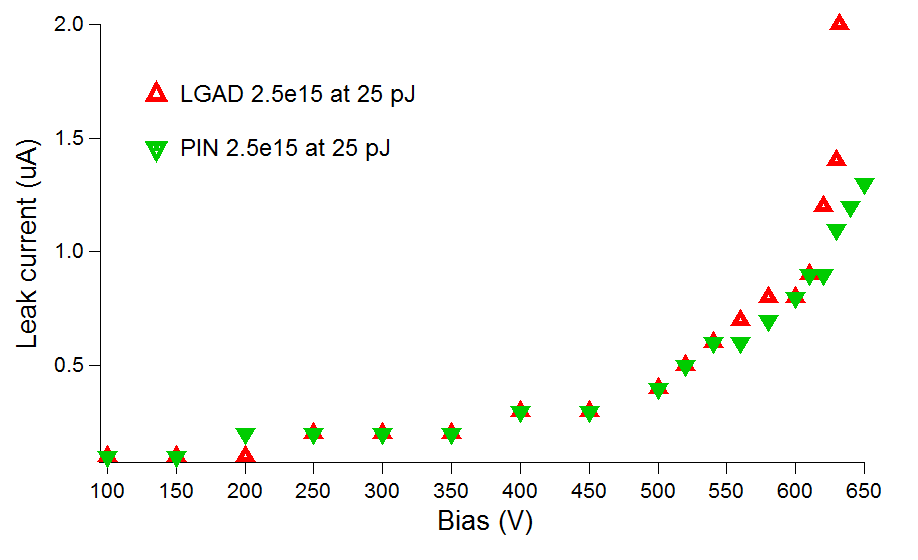 2.0
LGAD 2.5e15 at 25 pJ
1.5
PIN 2.5e15 at 25 pJ
Leak current (uA)
1.0
0.5
100 150 200 250 300 350 400 450 500 550 600 650
Bias (V)